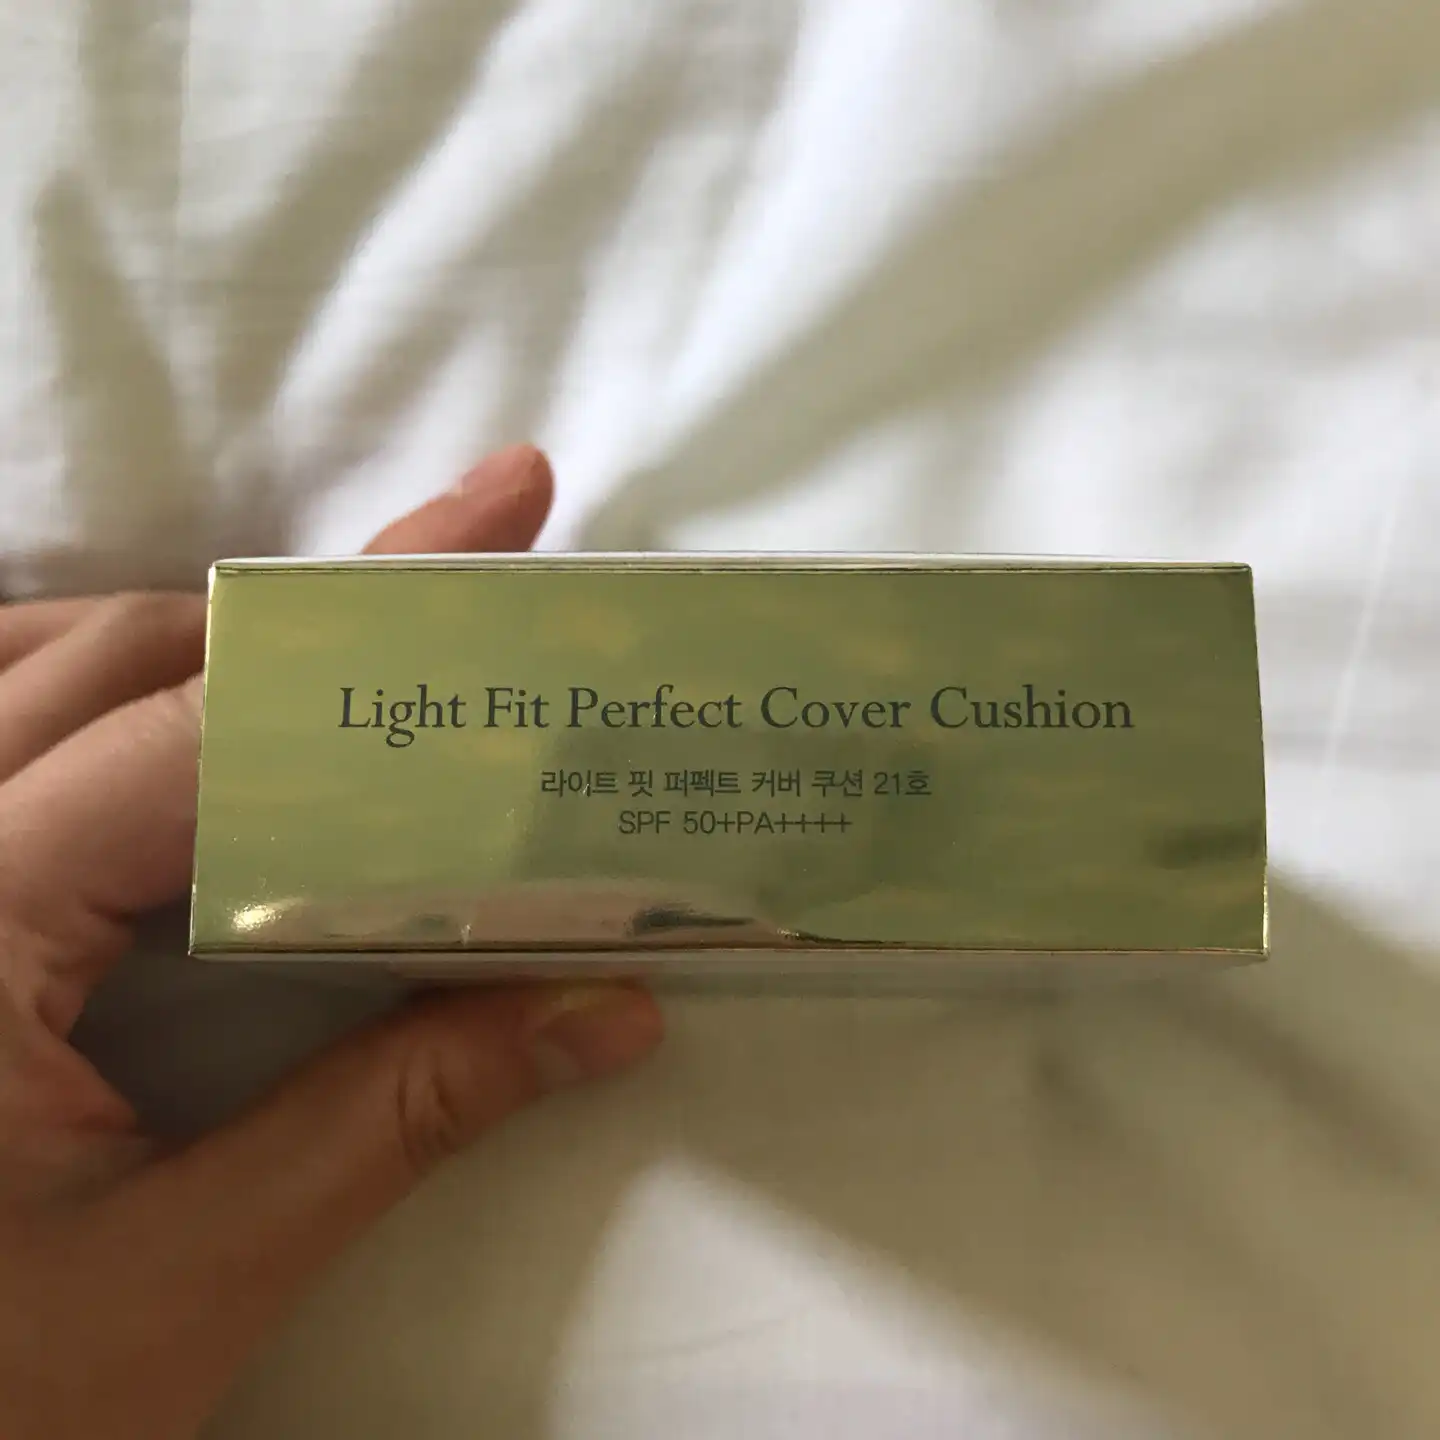 Light Fit Perfect Cover Cushion
라이트 핏 퍼펙트 커버 쿠션 21호
SPF 50+PA++++